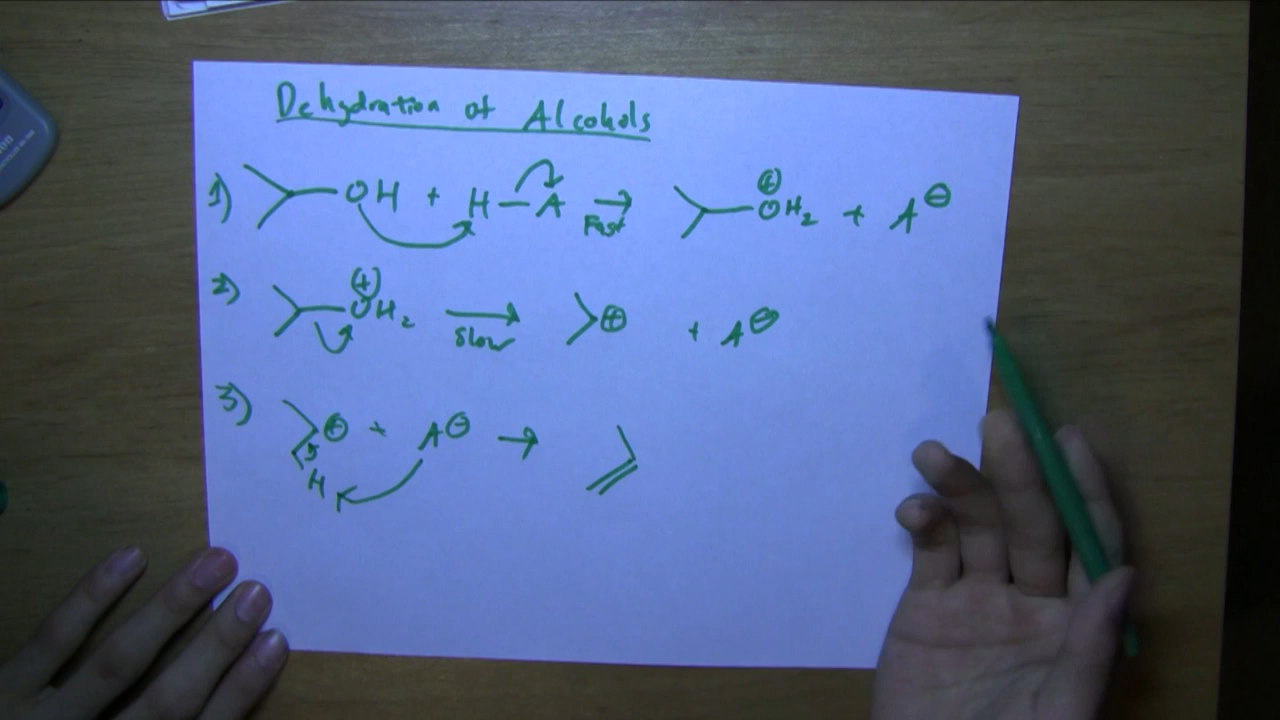 Dehydration of Alcohols
1) OH + H–A → Fast ⊕ OH₂ + A⊖
2) ⊕ OH₂ → Slow ⊕ + A⊖
3) ⊕ + A⊖ → H